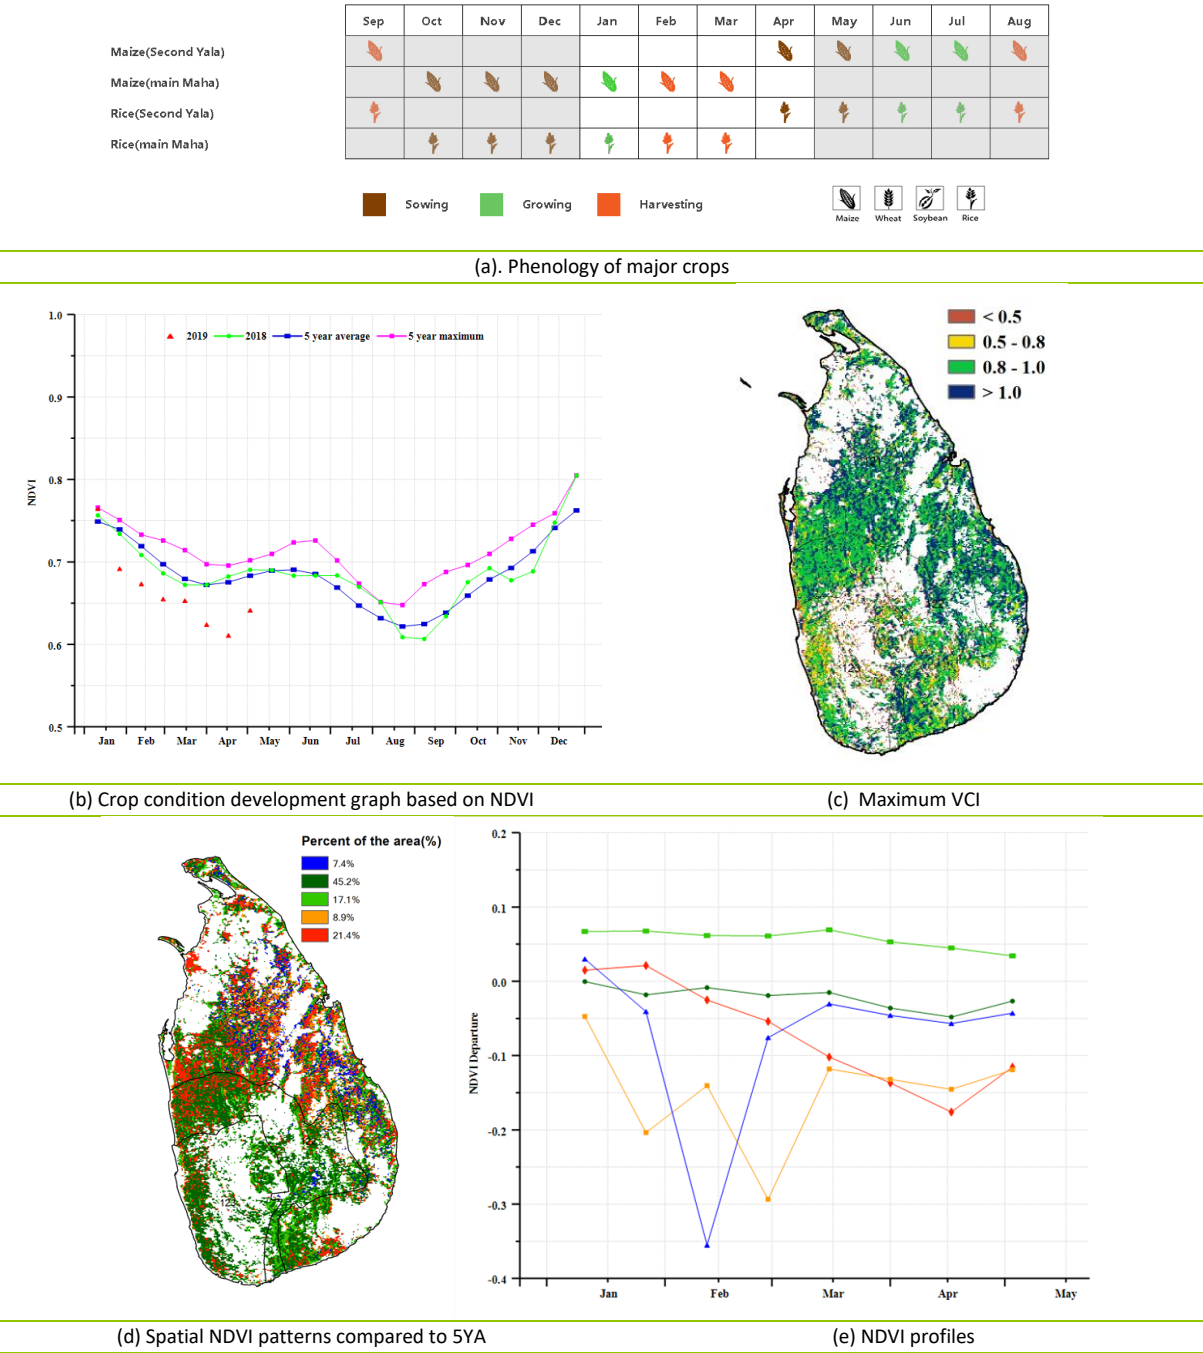 Sep Oct Nov Dec Jan Feb Mar Apr May Jun Jul Aug
Maize(Second Yala)
Maize(main Maha)
Rice(Second Yala)
Rice(main Maha)
Sowing Growing Harvesting
Maize Wheat Soybean Rice
(a). Phenology of major crops
1.0
0.9
0.8
0.7
0.6
0.5
NDVI
2019 2018 5 year average 5 year maximum
Jan Feb Mar Apr May Jun Jul Aug Sep Oct Nov Dec
< 0.5
0.5 - 0.8
0.8 - 1.0
> 1.0
(b) Crop condition development graph based on NDVI
(c) Maximum VCI
Percent of the area(%)
7.4%
45.2%
17.1%
8.9%
21.4%
0.2
0.1
0.0
-0.1
-0.2
-0.3
-0.4
NDVI Departure
Jan Feb Mar Apr May
(d) Spatial NDVI patterns compared to 5YA
(e) NDVI profiles